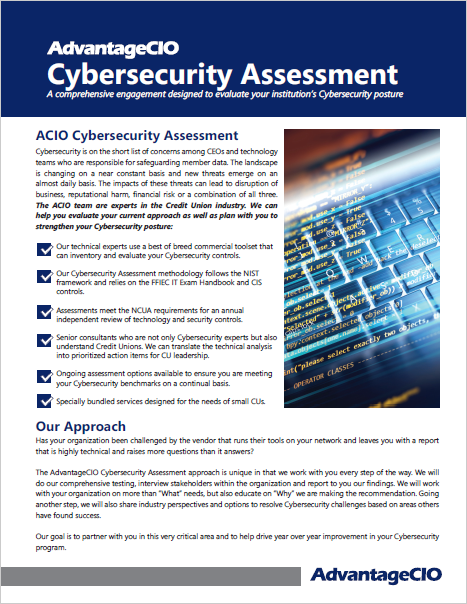 AdvantageCIO
Cybersecurity Assessment
A comprehensive engagement designed to evaluate your institution's Cybersecurity posture
ACIO Cybersecurity Assessment
Cybersecurity is on the short list of concerns among CEOs and technology
teams who are responsible for safeguarding member data. The landscape
is changing on a near constant basis and new threats emerge on an
almost daily basis. The impacts of these threats can lead to disruption of
business, reputational harm, financial risk or a combination of all three.
The ACIO team are experts in the Credit Union industry. We can
help you evaluate your current approach as well as plan with you to
strengthen your Cybersecurity posture:
Our technical experts use a best of breed commercial toolset that
can inventory and evaluate your Cybersecurity controls.
Our Cybersecurity Assessment methodology follows the NIST
framework and relies on the FFIEC IT Exam Handbook and CIS
controls.
Assessments meet the NCUA requirements for an annual
independent review of technology and security controls.
Senior consultants who are not only Cybersecurity experts but also
understand Credit Unions. We can translate the technical analysis
into prioritized action items for CU leadership.
Ongoing assessment options available to ensure you are meeting
your Cybersecurity benchmarks on a continual basis.
Specially bundled services designed for the needs of small CUs.
("please select exactly two objects,
OPERATOR CLASSES
Our Approach
Has your organization been challenged by the vendor that runs their tools on your network and leaves you with a report
that is highly technical and raises more questions than it answers?
The AdvantageCIO Cybersecurity Assessment approach is unique in that we work with you every step of the way. We will
do our comprehensive testing, interview stakeholders within the organization and report to you our findings. We will work
with your organization on more than "What" needs, but also educate on "Why" we are making the recommendation. Going
another step, we will also share industry perspectives and options to resolve Cybersecurity challenges based on areas others
have found success.
Our goal is to partner with you in this very critical area and to help drive year over year improvement in your Cybersecurity
program.
AdvantageCIO